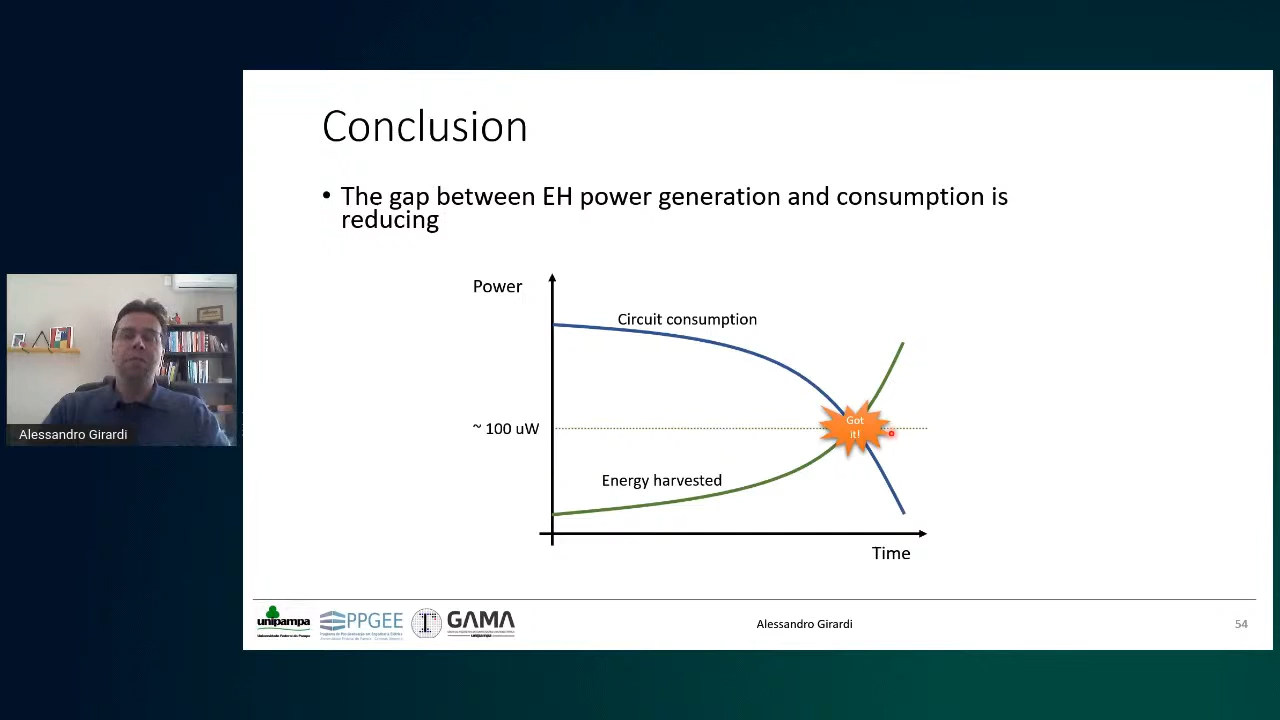 Conclusion
• The gap between EH power generation and consumption is
reducing
Power
Circuit consumption
~ 100 uW
Got
it!
Energy harvested
Time
Alessandro Girardi
unipampa
PPGEE
GAMA
Alessandro Girardi
54